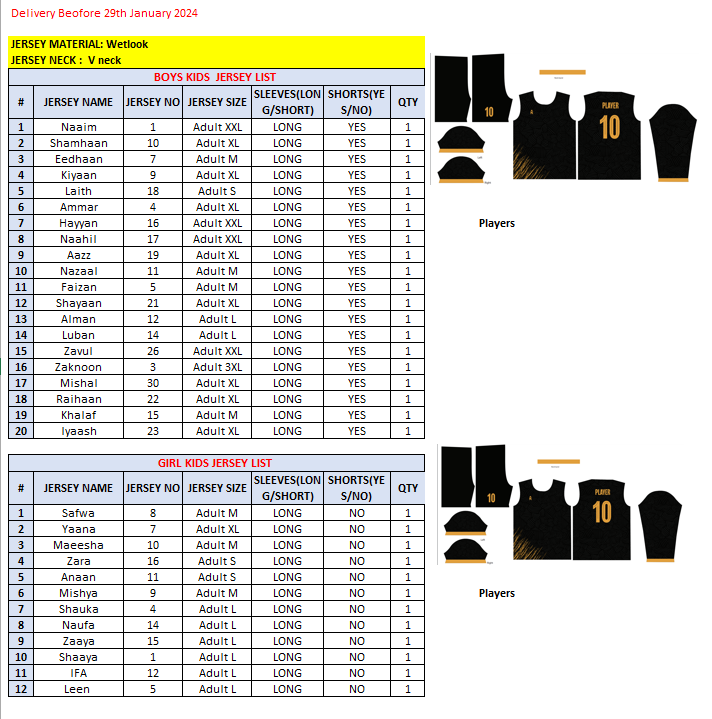 Delivery Beofore 29th January 2024
JERSEY MATERIAL: Wetlook
JERSEY NECK : V neck
BOYS KIDS JERSEY LIST
# JERSEY NAME JERSEY NO JERSEY SIZE SLEEVES(LONG/SHORT) SHORTS(YES/NO) QTY
1 Naaim 1 Adult XXL LONG YES 1
2 Shamhaan 10 Adult XL LONG YES 1
3 Eedhaan 7 Adult M LONG YES 1
4 Kiyaan 9 Adult XL LONG YES 1
5 Laith 18 Adult S LONG YES 1
6 Ammar 4 Adult XL LONG YES 1
7 Hayyan 16 Adult XXL LONG YES 1
8 Naahil 17 Adult XXL LONG YES 1
9 Aazz 19 Adult XL LONG YES 1
10 Nazaal 11 Adult M LONG YES 1
11 Faizan 5 Adult M LONG YES 1
12 Shayaan 21 Adult XL LONG YES 1
13 Alman 12 Adult L LONG YES 1
14 Luban 14 Adult L LONG YES 1
15 Zavul 26 Adult XXL LONG YES 1
16 Zaknoon 3 Adult 3XL LONG YES 1
17 Mishal 30 Adult XL LONG YES 1
18 Raihaan 22 Adult XL LONG YES 1
19 Khalaf 15 Adult M LONG YES 1
20 Iyaash 23 Adult XL LONG YES 1
10
PLAYER
10
A
Left
Right
Players
GIRL KIDS JERSEY LIST
# JERSEY NAME JERSEY NO JERSEY SIZE SLEEVES(LONG/SHORT) SHORTS(YES/NO) QTY
1 Safwa 8 Adult M LONG NO 1
2 Yaana 7 Adult XL LONG NO 1
3 Maeesha 10 Adult M LONG NO 1
4 Zara 16 Adult S LONG NO 1
5 Anaan 11 Adult S LONG NO 1
6 Mishya 9 Adult M LONG NO 1
7 Shauka 4 Adult L LONG NO 1
8 Naufa 14 Adult L LONG NO 1
9 Zaaya 15 Adult L LONG NO 1
10 Shaaya 1 Adult L LONG NO 1
11 IFA 12 Adult L LONG NO 1
12 Leen 5 Adult L LONG NO 1
10
PLAYER
10
A
Left
Right
Players